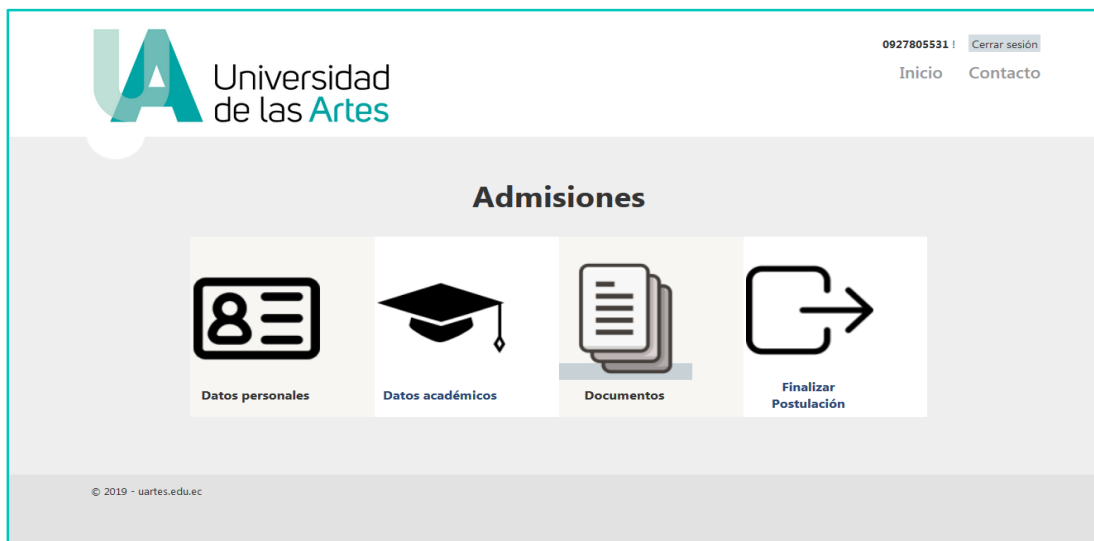 UA
Universidad
de las Artes
0927805531 ! Cerrar sesión
Inicio Contacto
Admisiones
Datos personales
Datos académicos
Documentos
Finalizar
Postulación
© 2019 - uartes.edu.ec